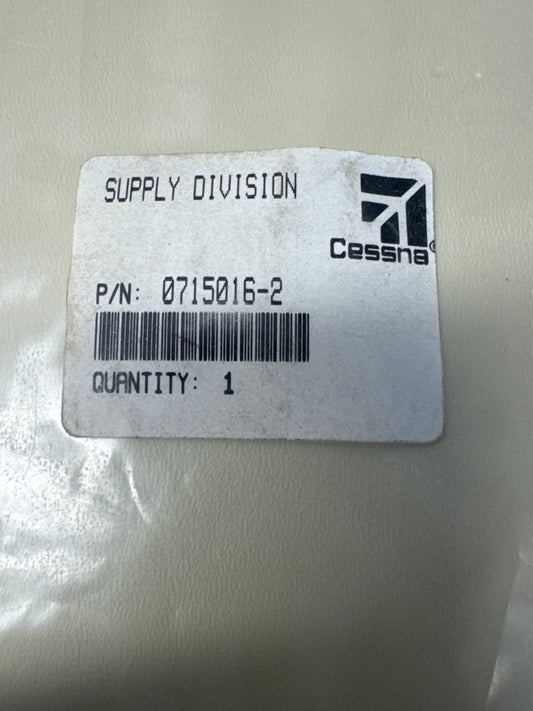 SUPPLY DIVISION
Cessna®
P/N: 0715016-2
QUANTITY: 1